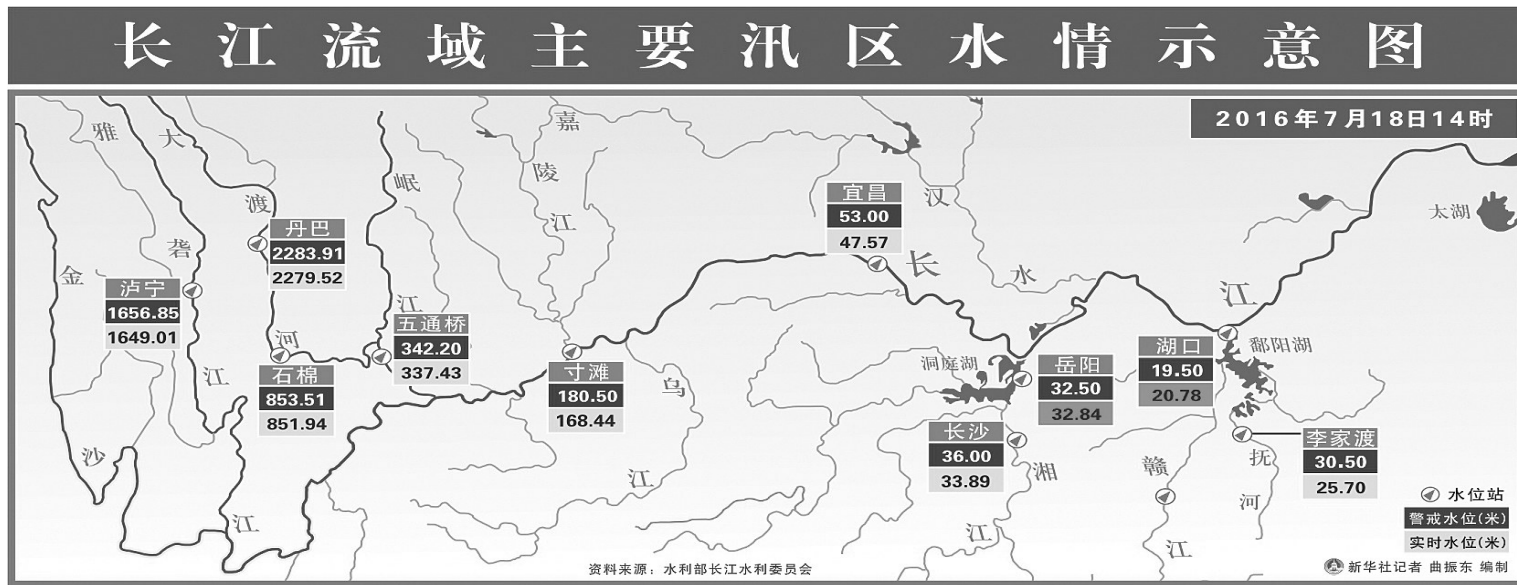 长江流域主要汛区水情示意图
2016年7月18日14时
雅砻江
大渡河
岷江
嘉陵江
汉水
长江
金沙江
乌江
湘江
赣江
抚河
太湖
洞庭湖
鄱阳湖
泸宁
1656.85
1649.01
丹巴
2283.91
2279.52
石棉
853.51
851.94
五通桥
342.20
337.43
寸滩
180.50
168.44
宜昌
53.00
47.57
岳阳
32.50
32.84
长沙
36.00
33.89
湖口
19.50
20.78
李家渡
30.50
25.70
水位站
警戒水位(米)
实时水位(米)
资料来源：水利部长江水利委员会
新华社记者 曲振东 编制